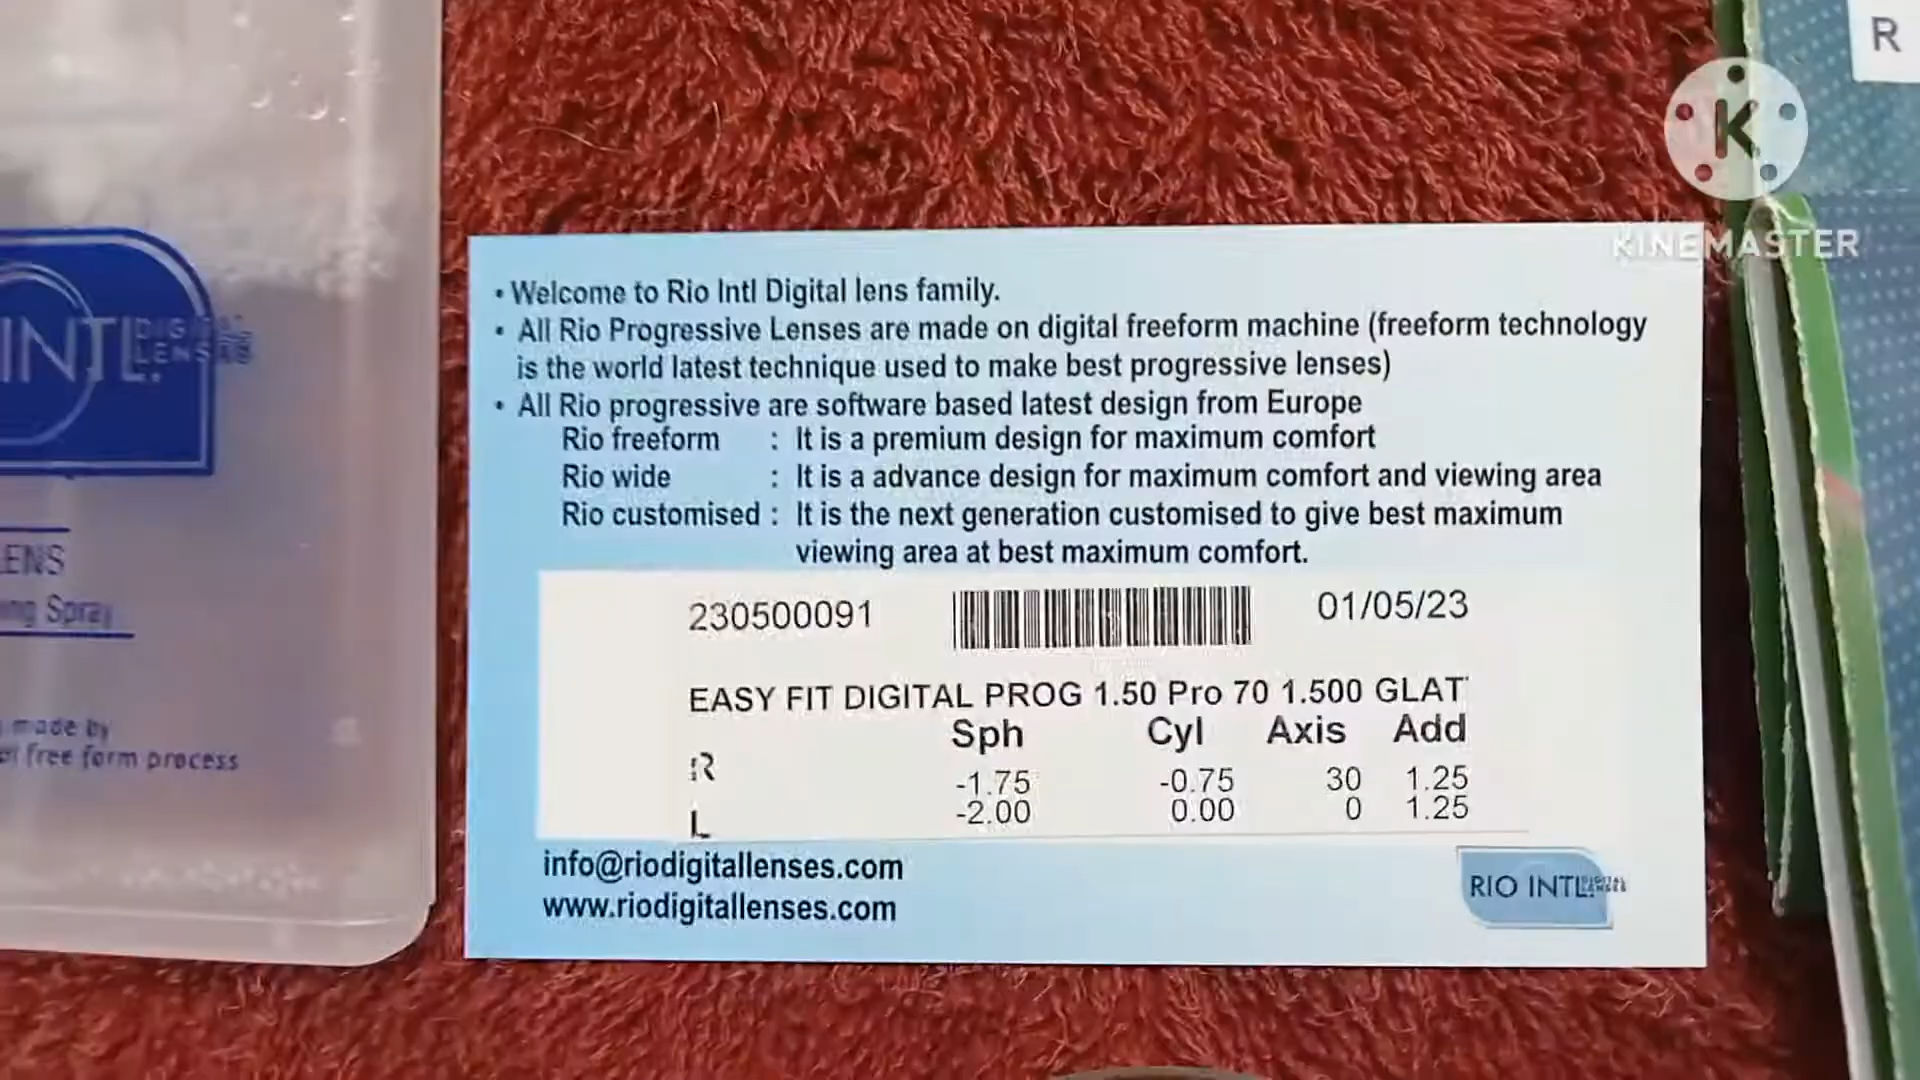 R
K
KINEMASTER
INTL.
DIGITAL
LENSES
ENS
Spray
made by
free form process
• Welcome to Rio Intl Digital lens family.
• All Rio Progressive Lenses are made on digital freeform machine (freeform technology
is the world latest technique used to make best progressive lenses)
• All Rio progressive are software based latest design from Europe
Rio freeform : It is a premium design for maximum comfort
Rio wide : It is a advance design for maximum comfort and viewing area
Rio customised : It is the next generation customised to give best maximum
viewing area at best maximum comfort.
230500091 01/05/23
EASY FIT DIGITAL PROG 1.50 Pro 70 1.500 GLAT
Sph Cyl Axis Add
R -1.75 -0.75 30 1.25
L -2.00 0.00 0 1.25
info@riodigitallenses.com
www.riodigitallenses.com
RIO INTL. DIGITAL LENSES